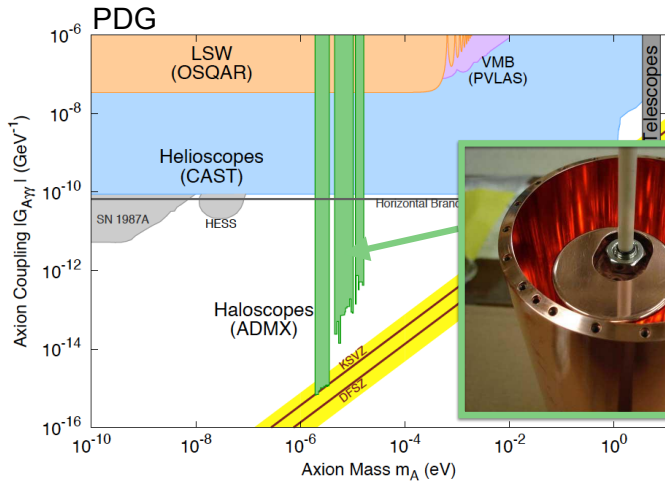 PDG
10⁻⁶
10⁻⁸
10⁻¹⁰
10⁻¹²
10⁻¹⁴
10⁻¹⁶
Axion Coupling |G_Aγγ| (GeV⁻¹)
LSW
(OSQAR)
VMB
(PVLAS)
Telescopes
Helioscopes
(CAST)
Horizontal Branc
SN 1987A
HESS
Haloscopes
(ADMX)
KSVZ
DFSZ
10⁻¹⁰
10⁻⁸
10⁻⁶
10⁻⁴
10⁻²
10⁰
Axion Mass m_A (eV)